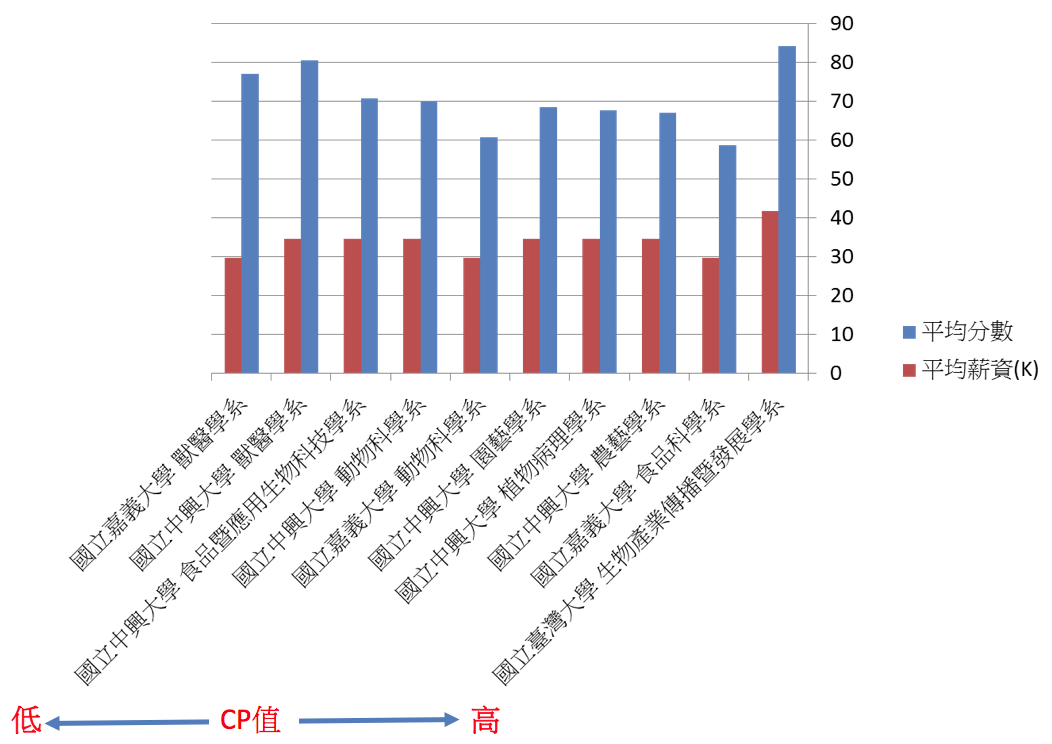 90
80
70
60
50
40
30
20
10
0
平均分數
平均薪資(K)
國立嘉義大學 獸醫學系
國立中興大學 獸醫學系
國立中興大學 食品暨應用生物科技學系
國立中興大學 動物科學系
國立嘉義大學 動物科學系
國立中興大學 園藝學系
國立中興大學 植物病理學系
國立中興大學 農藝學系
國立嘉義大學 食品科學系
國立臺灣大學 生物產業傳播暨發展學系
低 CP值 高